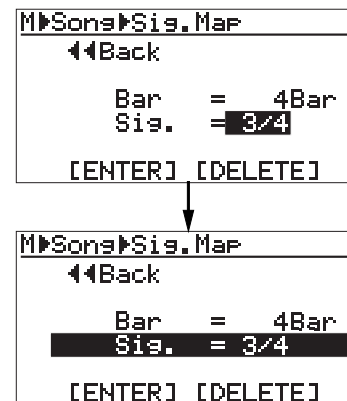 M▶Song▶Sig.Map
◀◀Back
Bar = 4Bar
Sig. = 3/4
[ENTER] [DELETE]
M▶Song▶Sig.Map
◀◀Back
Bar = 4Bar
Sig. = 3/4
[ENTER] [DELETE]